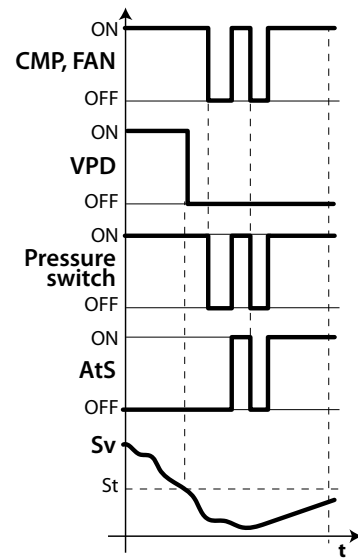 ON
CMP, FAN
OFF
ON
VPD
OFF
ON
Pressure
switch
OFF
ON
AtS
OFF
Sv
St
t